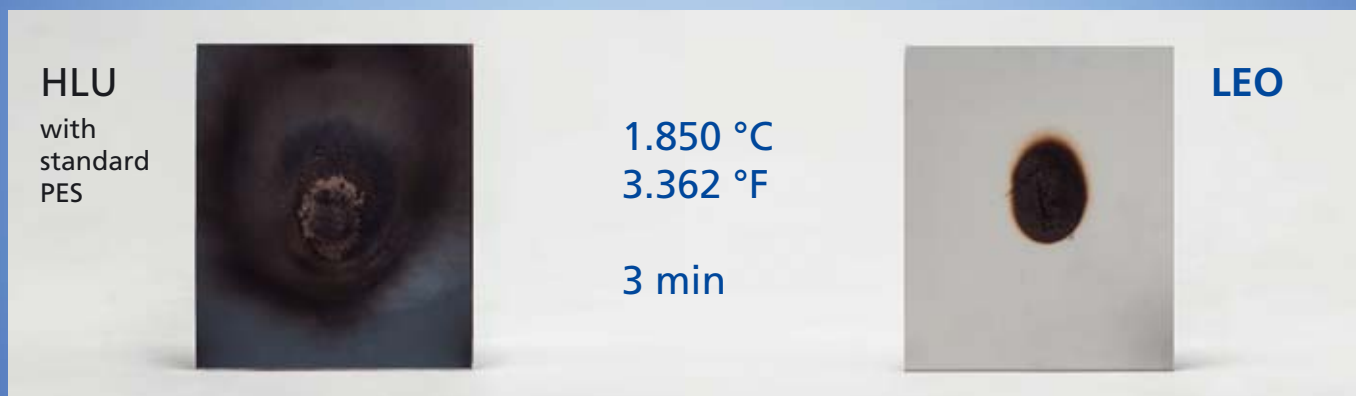 HLU
with
standard
PES
1.850 °C
3.362 °F
3 min
LEO